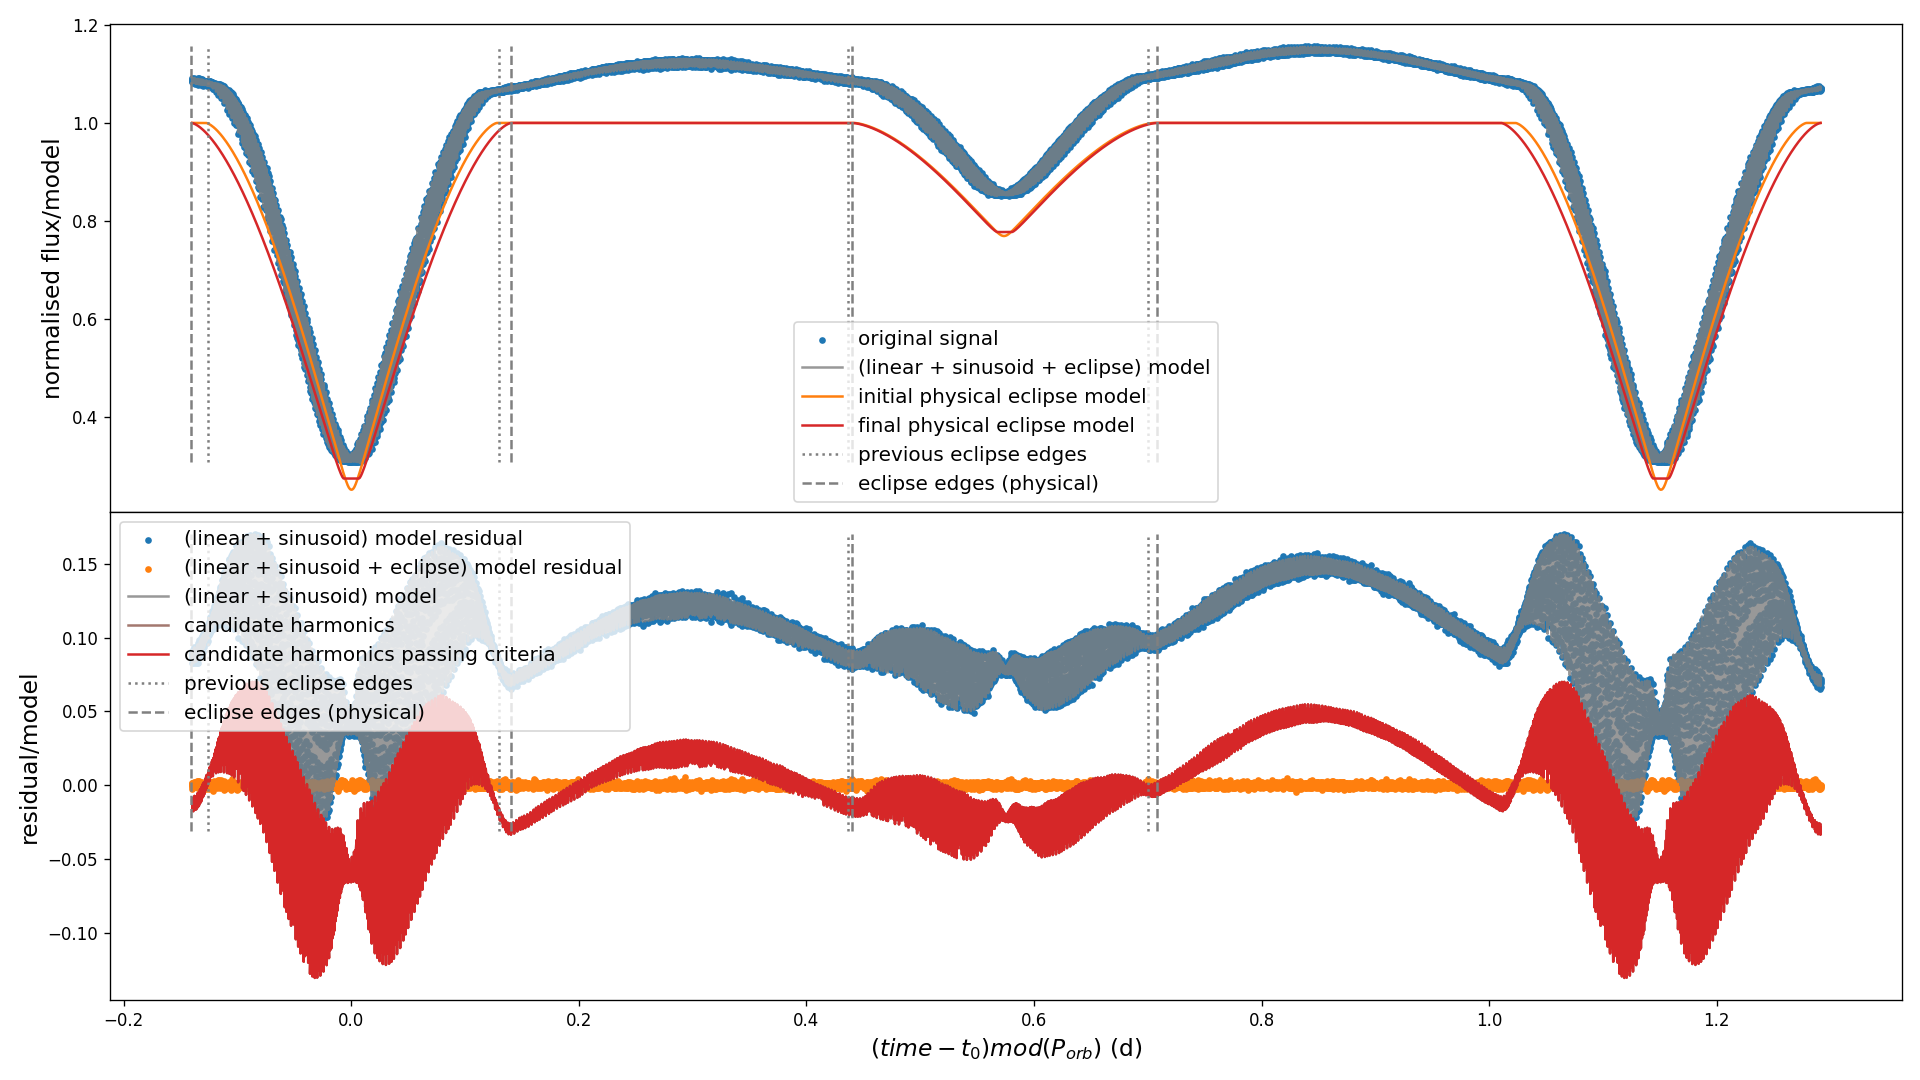 1.2
1.0
0.8
0.6
0.4
normalised flux/model
original signal
(linear + sinusoid + eclipse) model
initial physical eclipse model
final physical eclipse model
previous eclipse edges
eclipse edges (physical)
(linear + sinusoid) model residual
(linear + sinusoid + eclipse) model residual
(linear + sinusoid) model
candidate harmonics
candidate harmonics passing criteria
previous eclipse edges
eclipse edges (physical)
0.15
0.10
0.05
0.00
−0.05
−0.10
residual/model
−0.2 0.0 0.2 0.4 0.6 0.8 1.0 1.2
(time − t₀)mod(Pₒᵣᵦ) (d)